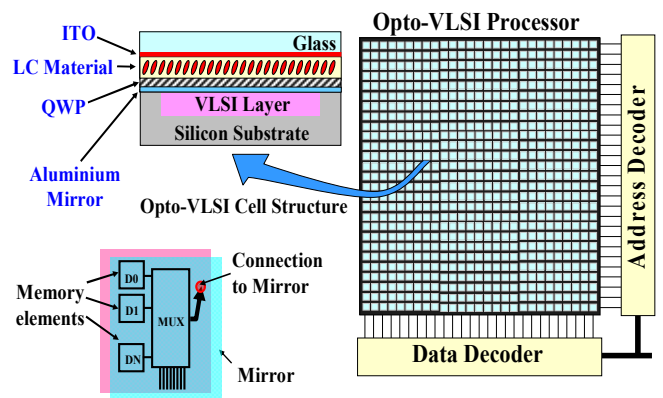 Opto-VLSI Processor
ITO
Glass
LC Material
QWP
VLSI Layer
Silicon Substrate
Aluminium
Mirror
Opto-VLSI Cell Structure
Address Decoder
Memory
elements
D0
D1
DN
MUX
Connection
to Mirror
Mirror
Data Decoder